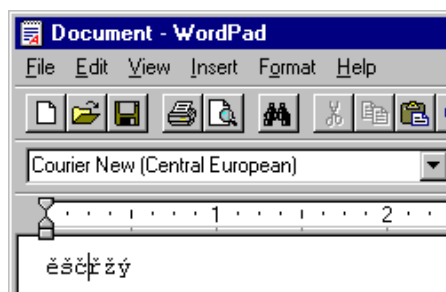 Document - WordPad
File Edit View Insert Format Help
Courier New (Central European)
1 2
ěščřžý